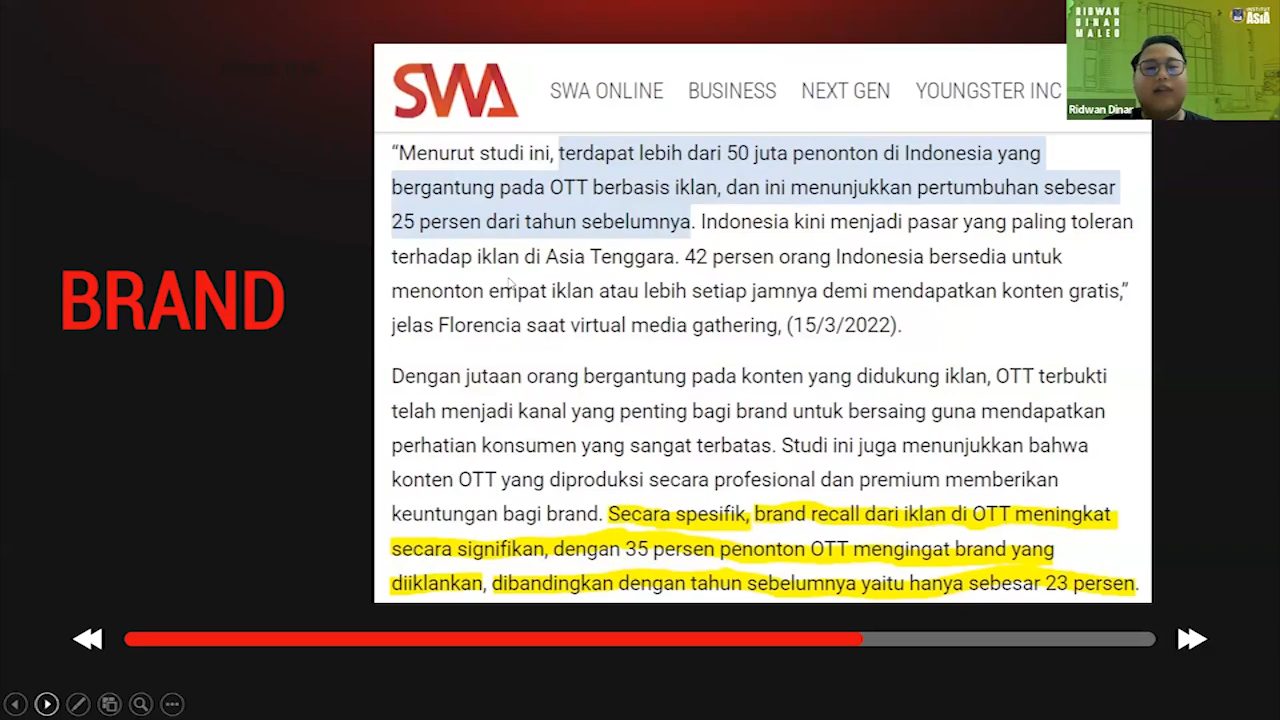 RIDWAN
DINAR
MALEO
INSTITUT
ASIA
Ridwan Dinar
SWA
SWA ONLINE BUSINESS NEXT GEN YOUNGSTER INC
BRAND
“Menurut studi ini, terdapat lebih dari 50 juta penonton di Indonesia yang
bergantung pada OTT berbasis iklan, dan ini menunjukkan pertumbuhan sebesar
25 persen dari tahun sebelumnya. Indonesia kini menjadi pasar yang paling toleran
terhadap iklan di Asia Tenggara. 42 persen orang Indonesia bersedia untuk
menonton empat iklan atau lebih setiap jamnya demi mendapatkan konten gratis,”
jelas Florencia saat virtual media gathering, (15/3/2022).
Dengan jutaan orang bergantung pada konten yang didukung iklan, OTT terbukti
telah menjadi kanal yang penting bagi brand untuk bersaing guna mendapatkan
perhatian konsumen yang sangat terbatas. Studi ini juga menunjukkan bahwa
konten OTT yang diproduksi secara profesional dan premium memberikan
keuntungan bagi brand. Secara spesifik, brand recall dari iklan di OTT meningkat
secara signifikan, dengan 35 persen penonton OTT mengingat brand yang
diiklankan, dibandingkan dengan tahun sebelumnya yaitu hanya sebesar 23 persen.